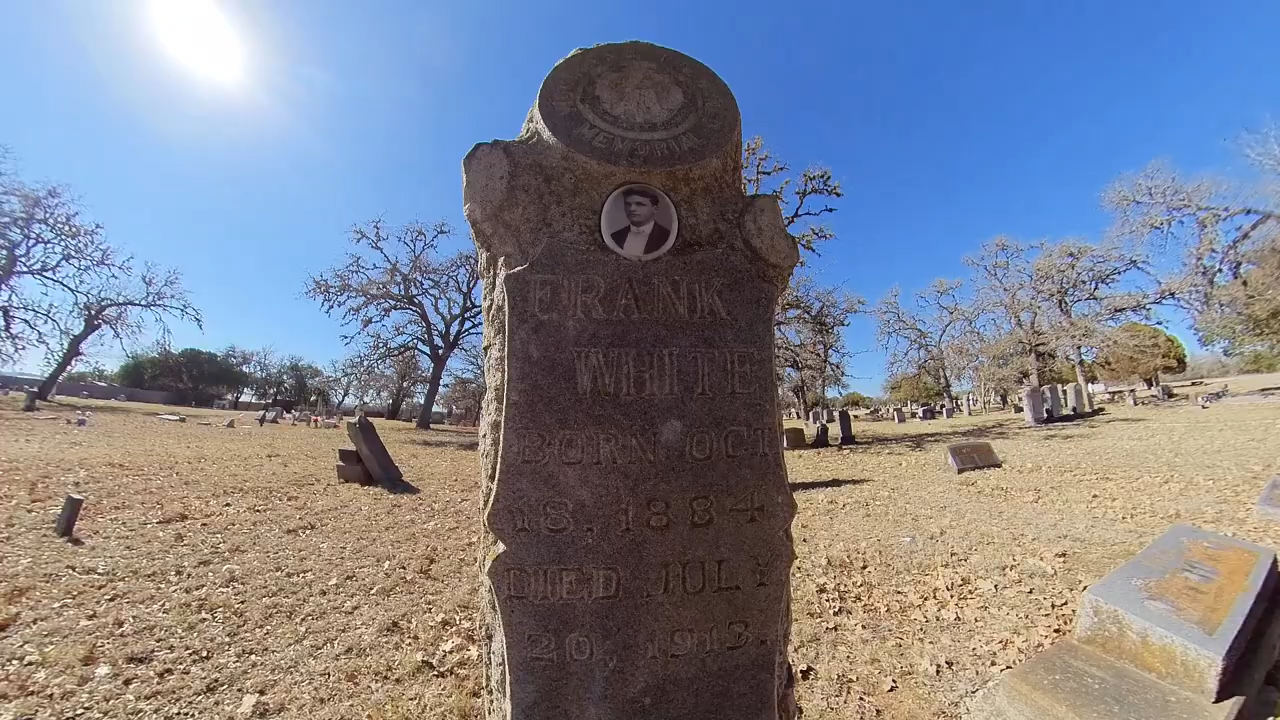 MEMORIAL
FRANK
WHITE
BORN OCT
18, 1884
DIED JULY
20, 1913.